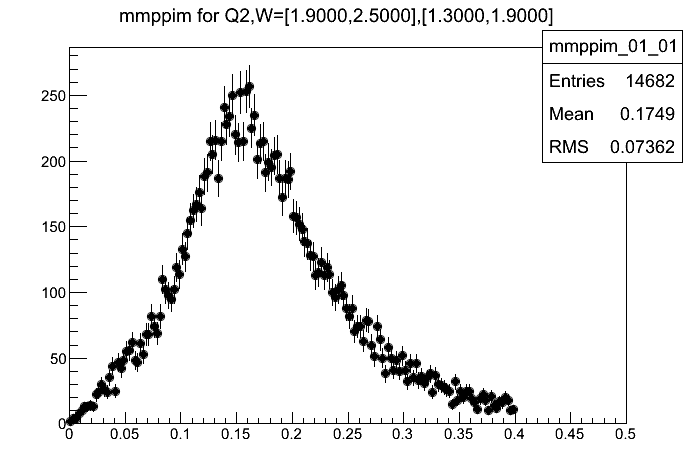 mmppim for Q2,W=[1.9000,2.5000],[1.3000,1.9000]
mmppim_01_01
Entries 14682
Mean 0.1749
RMS 0.07362
250
200
150
100
50
0
0 0.05 0.1 0.15 0.2 0.25 0.3 0.35 0.4 0.45 0.5